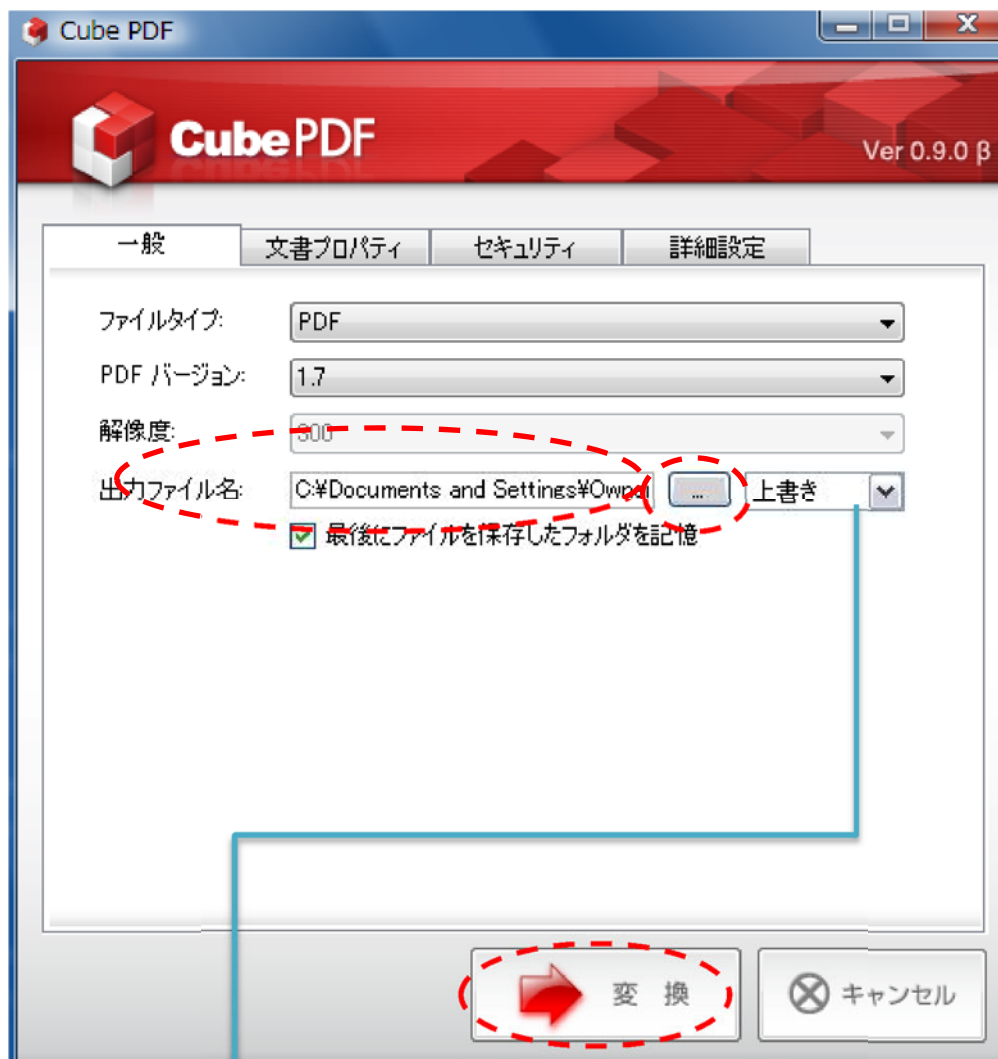 Cube PDF
CubePDF
Ver 0.9.0 β
一般 文書プロパティ セキュリティ 詳細設定
ファイルタイプ: PDF
PDF バージョン: 1.7
解像度: 300
出力ファイル名: C:¥Documents and Settings¥Owner ... 上書き
最後にファイルを保存したフォルダを記憶
変 換 キャンセル